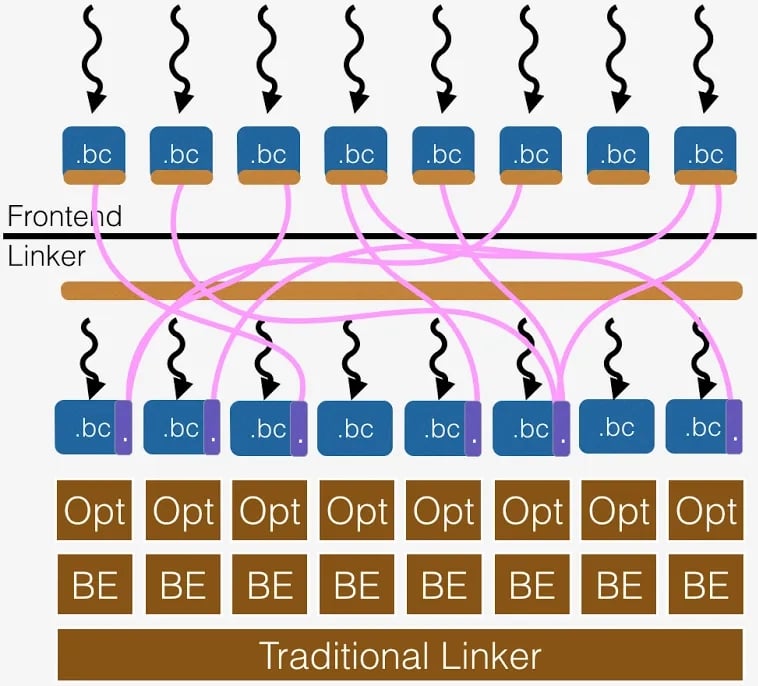 .bc .bc .bc .bc .bc .bc .bc .bc
Frontend
Linker
.bc . .bc . .bc . .bc .bc . .bc . .bc .bc .
Opt Opt Opt Opt Opt Opt Opt Opt
BE BE BE BE BE BE BE BE
Traditional Linker